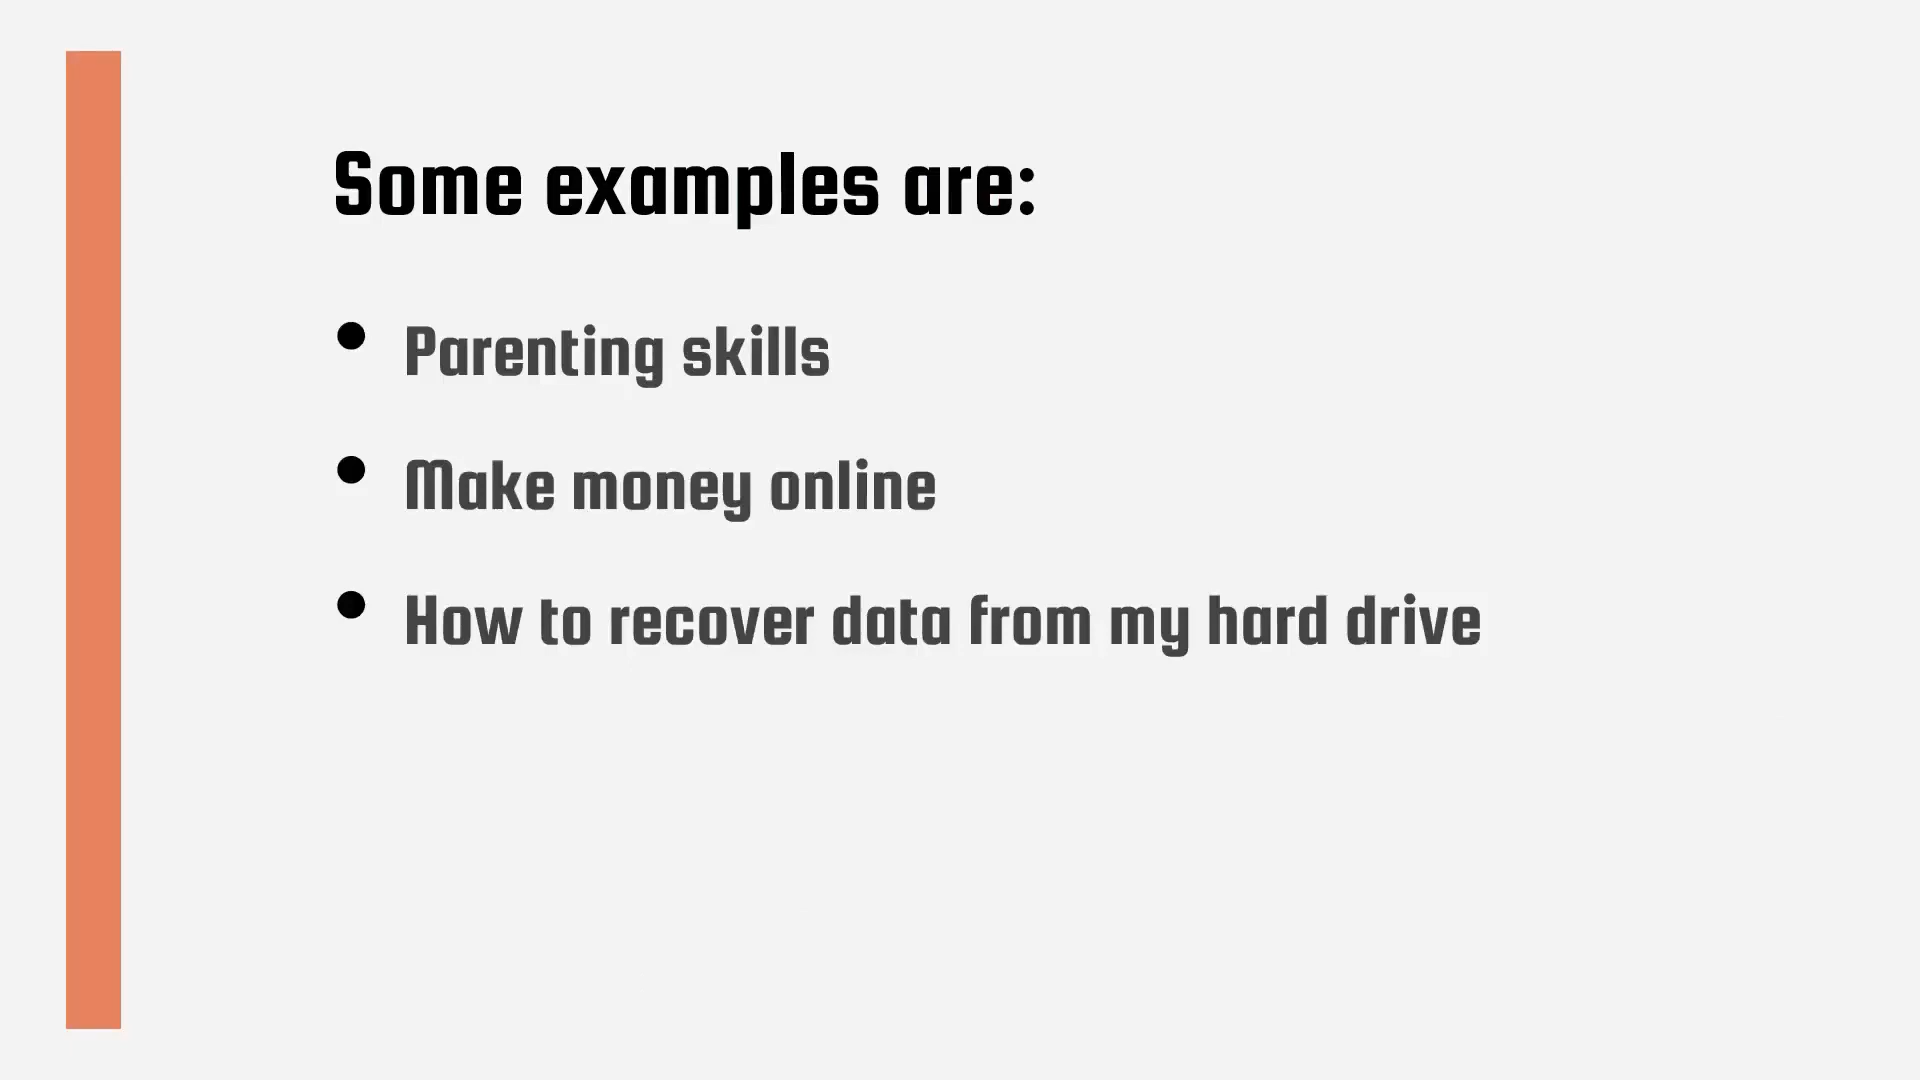 Some examples are:
• Parenting skills
• Make money online
• How to recover data from my hard drive